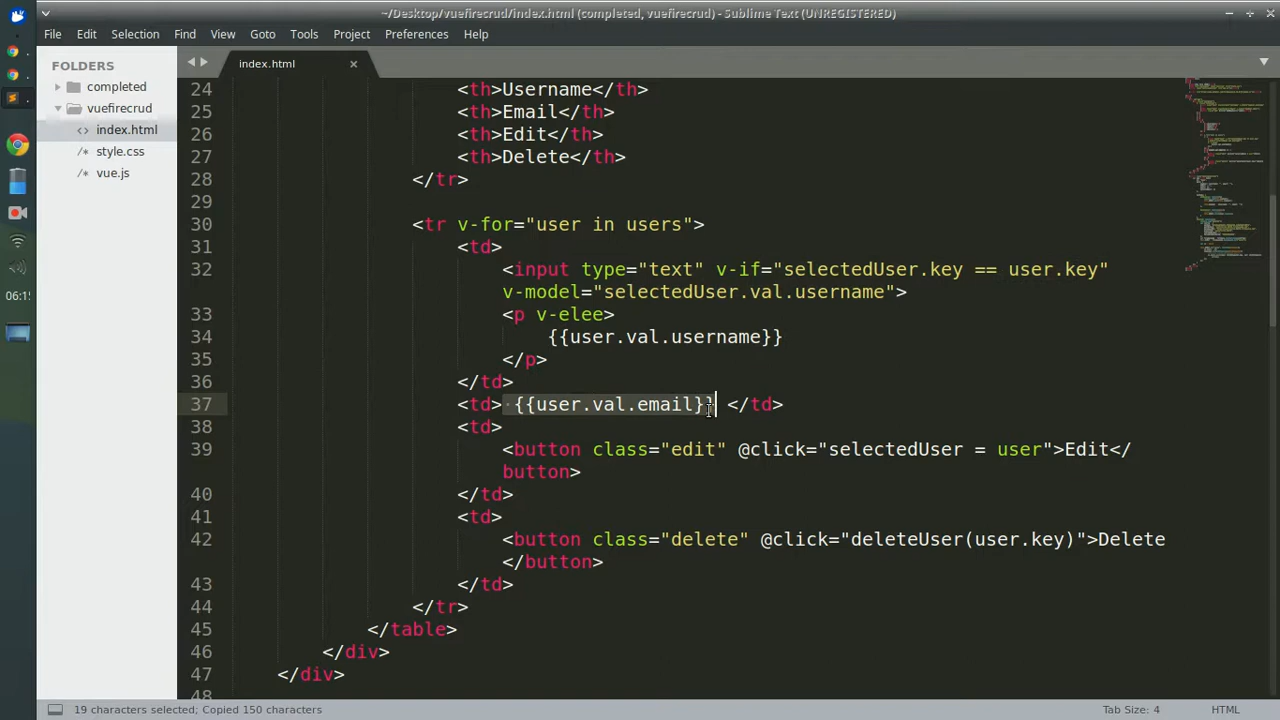 ~/Desktop/vuefirecrud/index.html (completed, vuefirecrud) - Sublime Text (UNREGISTERED)
File Edit Selection Find View Goto Tools Project Preferences Help
FOLDERS
completed
vuefirecrud
<> index.html
/* style.css
/* vue.js
06:15
index.html
24 <th>Username</th>
25 <th>Email</th>
26 <th>Edit</th>
27 <th>Delete</th>
28 </tr>
29
30 <tr v-for="user in users">
31 <td>
32 <input type="text" v-if="selectedUser.key == user.key"
v-model="selectedUser.val.username">
33 <p v-elee>
34 {{user.val.username}}
35 </p>
36 </td>
37 <td> {{user.val.email}} </td>
38 <td>
39 <button class="edit" @click="selectedUser = user">Edit</
button>
40 </td>
41 <td>
42 <button class="delete" @click="deleteUser(user.key)">Delete
</button>
43 </td>
44 </tr>
45 </table>
46 </div>
47 </div>
48
19 characters selected; Copied 150 characters
Tab Size: 4
HTML